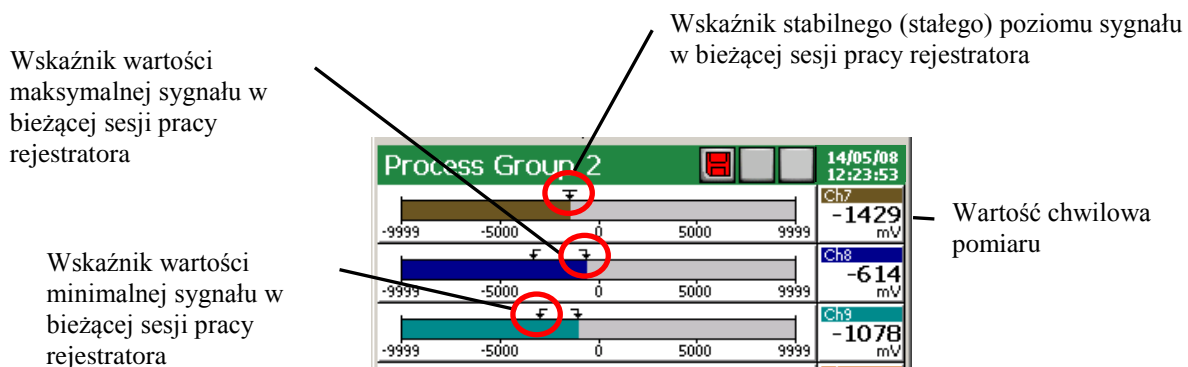 Wskaźnik stabilnego (stałego) poziomu sygnału
w bieżącej sesji pracy rejestratora
Wskaźnik wartości
maksymalnej sygnału w
bieżącej sesji pracy
rejestratora
Process Group 2
14/05/08
12:23:53
Ch7
-1429
mV
-9999 -5000 0 5000 9999
Wartość chwilowa
pomiaru
Ch8
-614
mV
-9999 -5000 0 5000 9999
Wskaźnik wartości
minimalnej sygnału w
bieżącej sesji pracy
rejestratora
Ch9
-1078
mV
-9999 -5000 0 5000 9999